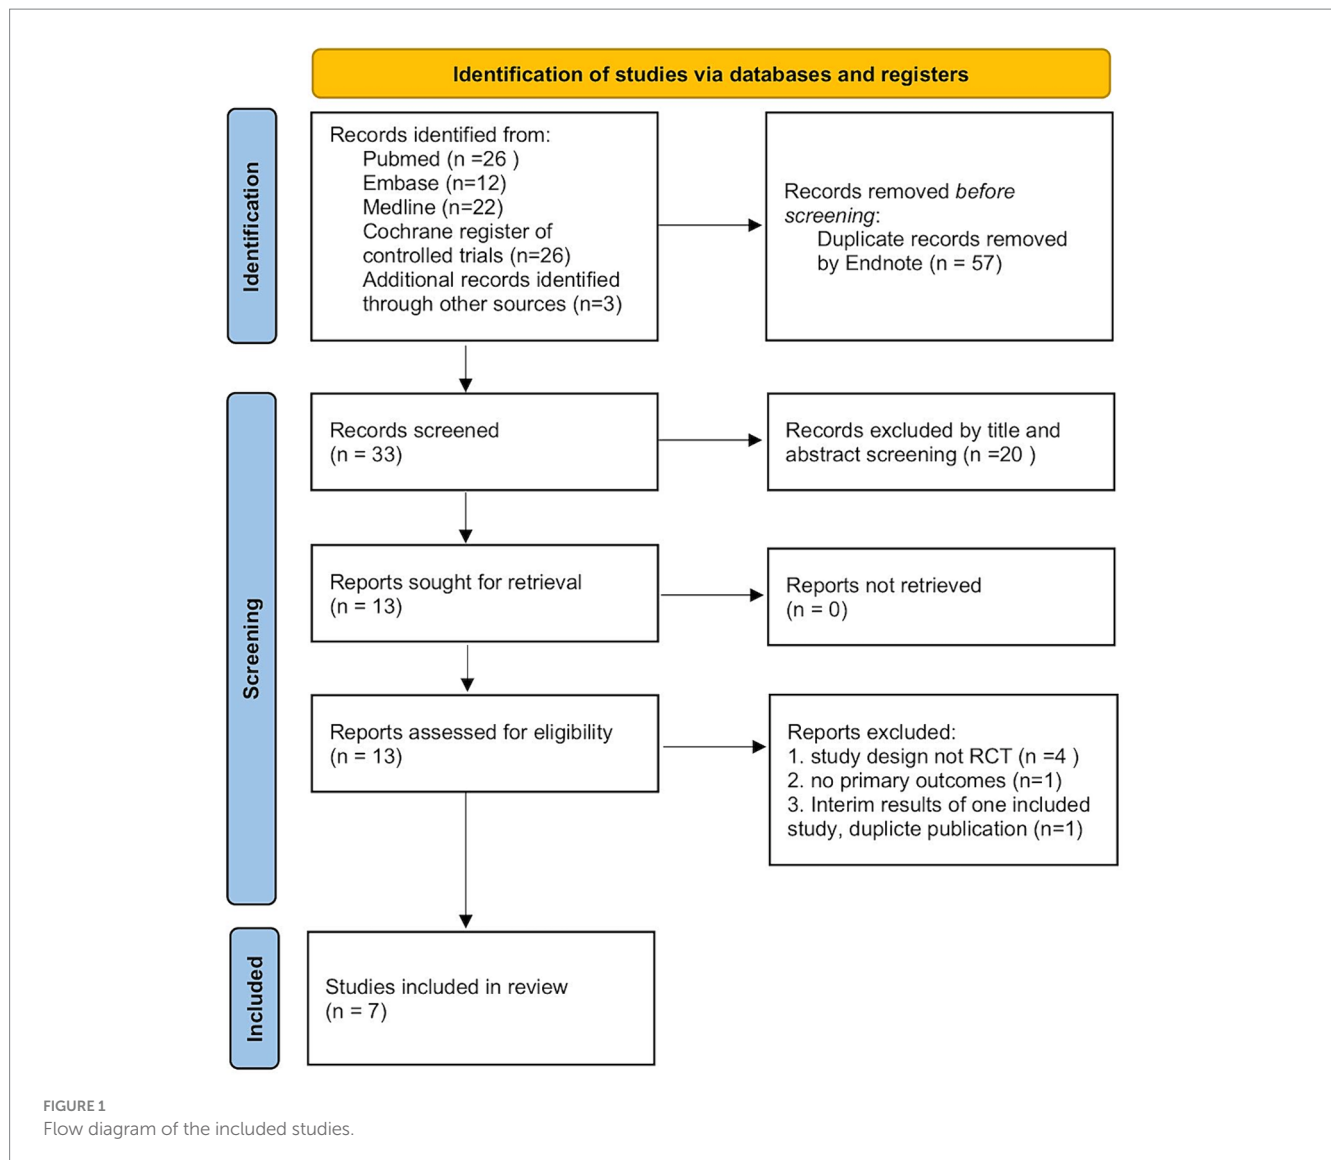 Identification of studies via databases and registers
Identification
Records identified from:
Pubmed (n =26 )
Embase (n=12)
Medline (n=22)
Cochrane register of
controlled trials (n=26)
Additional records identified
through other sources (n=3)
Records removed before
screening:
Duplicate records removed
by Endnote (n = 57)
Screening
Records screened
(n = 33)
Records excluded by title and
abstract screening (n =20 )
Reports sought for retrieval
(n = 13)
Reports not retrieved
(n = 0)
Reports assessed for eligibility
(n = 13)
Reports excluded:
1. study design not RCT (n =4 )
2. no primary outcomes (n=1)
3. Interim results of one included
study, duplicte publication (n=1)
Included
Studies included in review
(n = 7)
FIGURE 1
Flow diagram of the included studies.